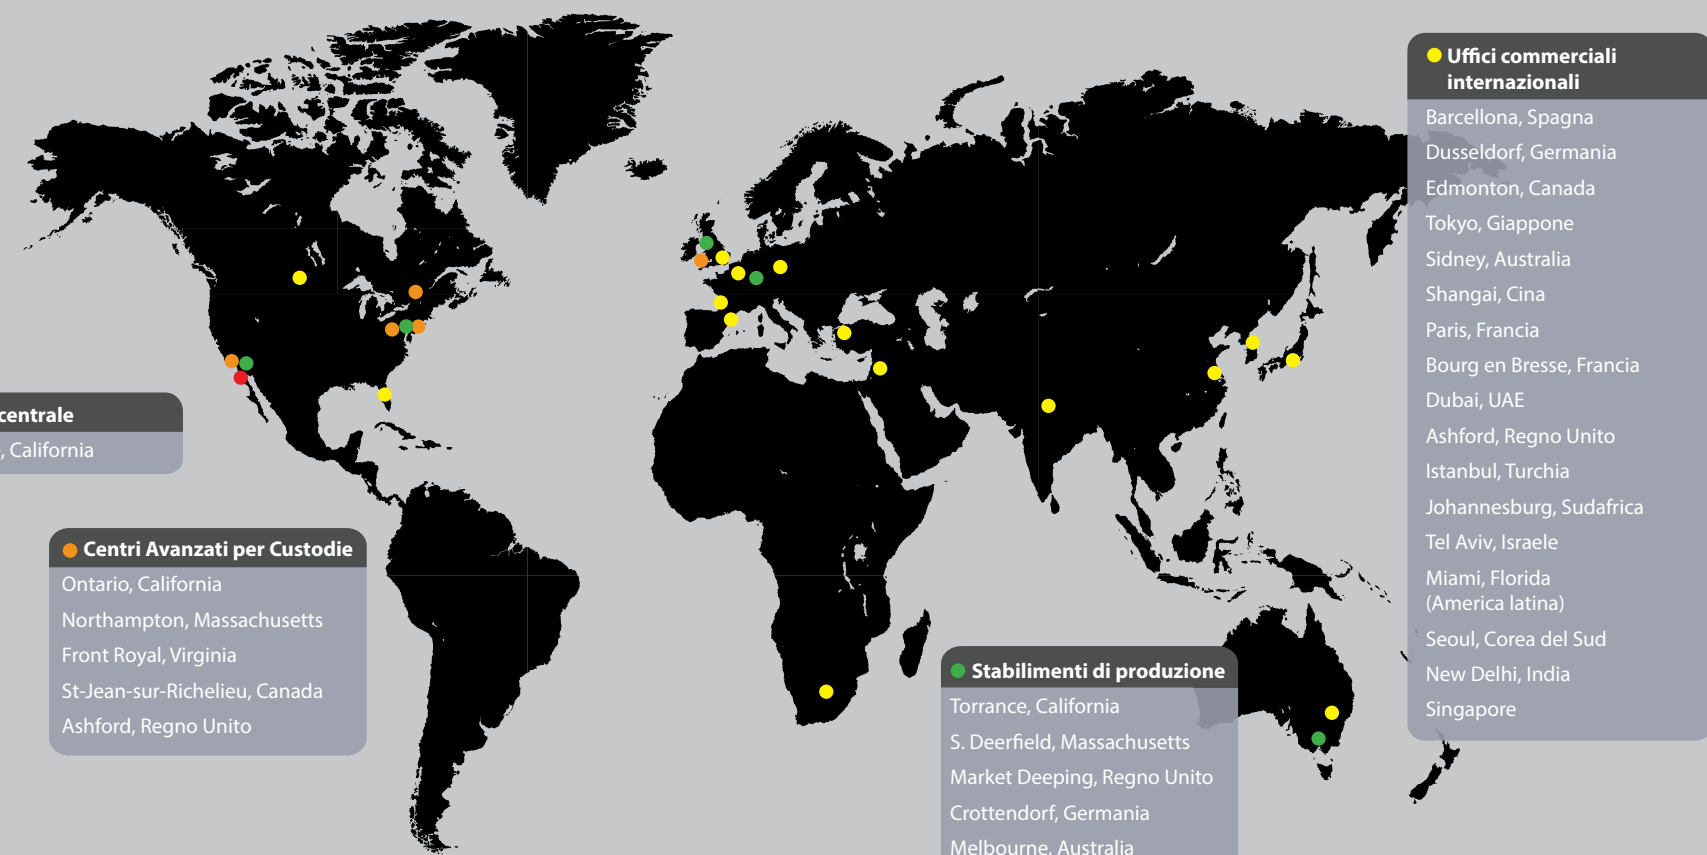 centrale
, California
Centri Avanzati per Custodie
Ontario, California
Northampton, Massachusetts
Front Royal, Virginia
St-Jean-sur-Richelieu, Canada
Ashford, Regno Unito
Stabilimenti di produzione
Torrance, California
S. Deerfield, Massachusetts
Market Deeping, Regno Unito
Crottendorf, Germania
Melbourne, Australia
Uffici commerciali
internazionali
Barcellona, Spagna
Dusseldorf, Germania
Edmonton, Canada
Tokyo, Giappone
Sidney, Australia
Shangai, Cina
Paris, Francia
Bourg en Bresse, Francia
Dubai, UAE
Ashford, Regno Unito
Istanbul, Turchia
Johannesburg, Sudafrica
Tel Aviv, Israele
Miami, Florida
(America latina)
Seoul, Corea del Sud
New Delhi, India
Singapore